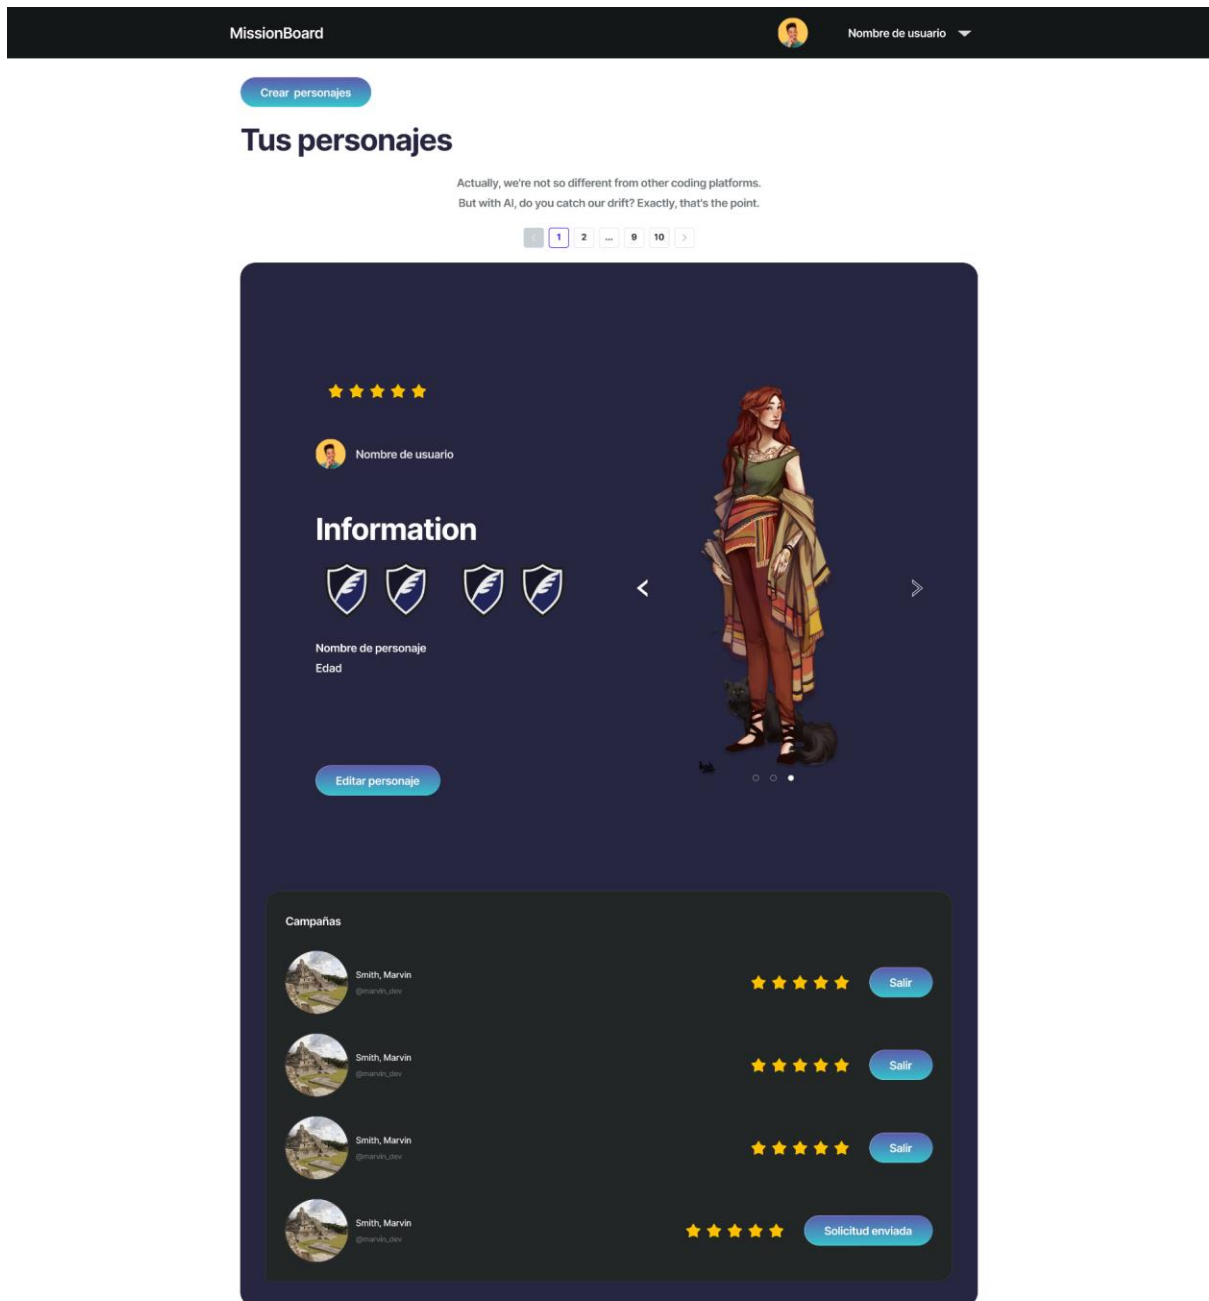 MissionBoard
Nombre de usuario
Crear personajes
Tus personajes
Actually, we're not so different from other coding platforms.
But with AI, do you catch our drift? Exactly, that's the point.
1 2 ... 9 10
Nombre de usuario
Information
Nombre de personaje
Edad
Editar personaje
Campañas
Smith, Marvin
@marvin_dev
Salir
Smith, Marvin
@marvin_dev
Salir
Smith, Marvin
@marvin_dev
Salir
Smith, Marvin
@marvin_dev
Solicitud enviada